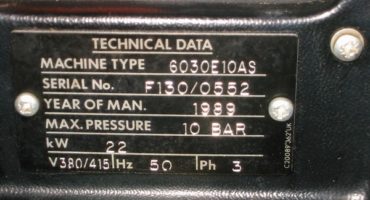 TECHNICAL DATA
MACHINE TYPE 6030E10AS
SERIAL No. F130/0552
YEAR OF MAN. 1989
MAX. PRESSURE 10 BAR
kW 22
V380/415 Hz 50 Ph 3